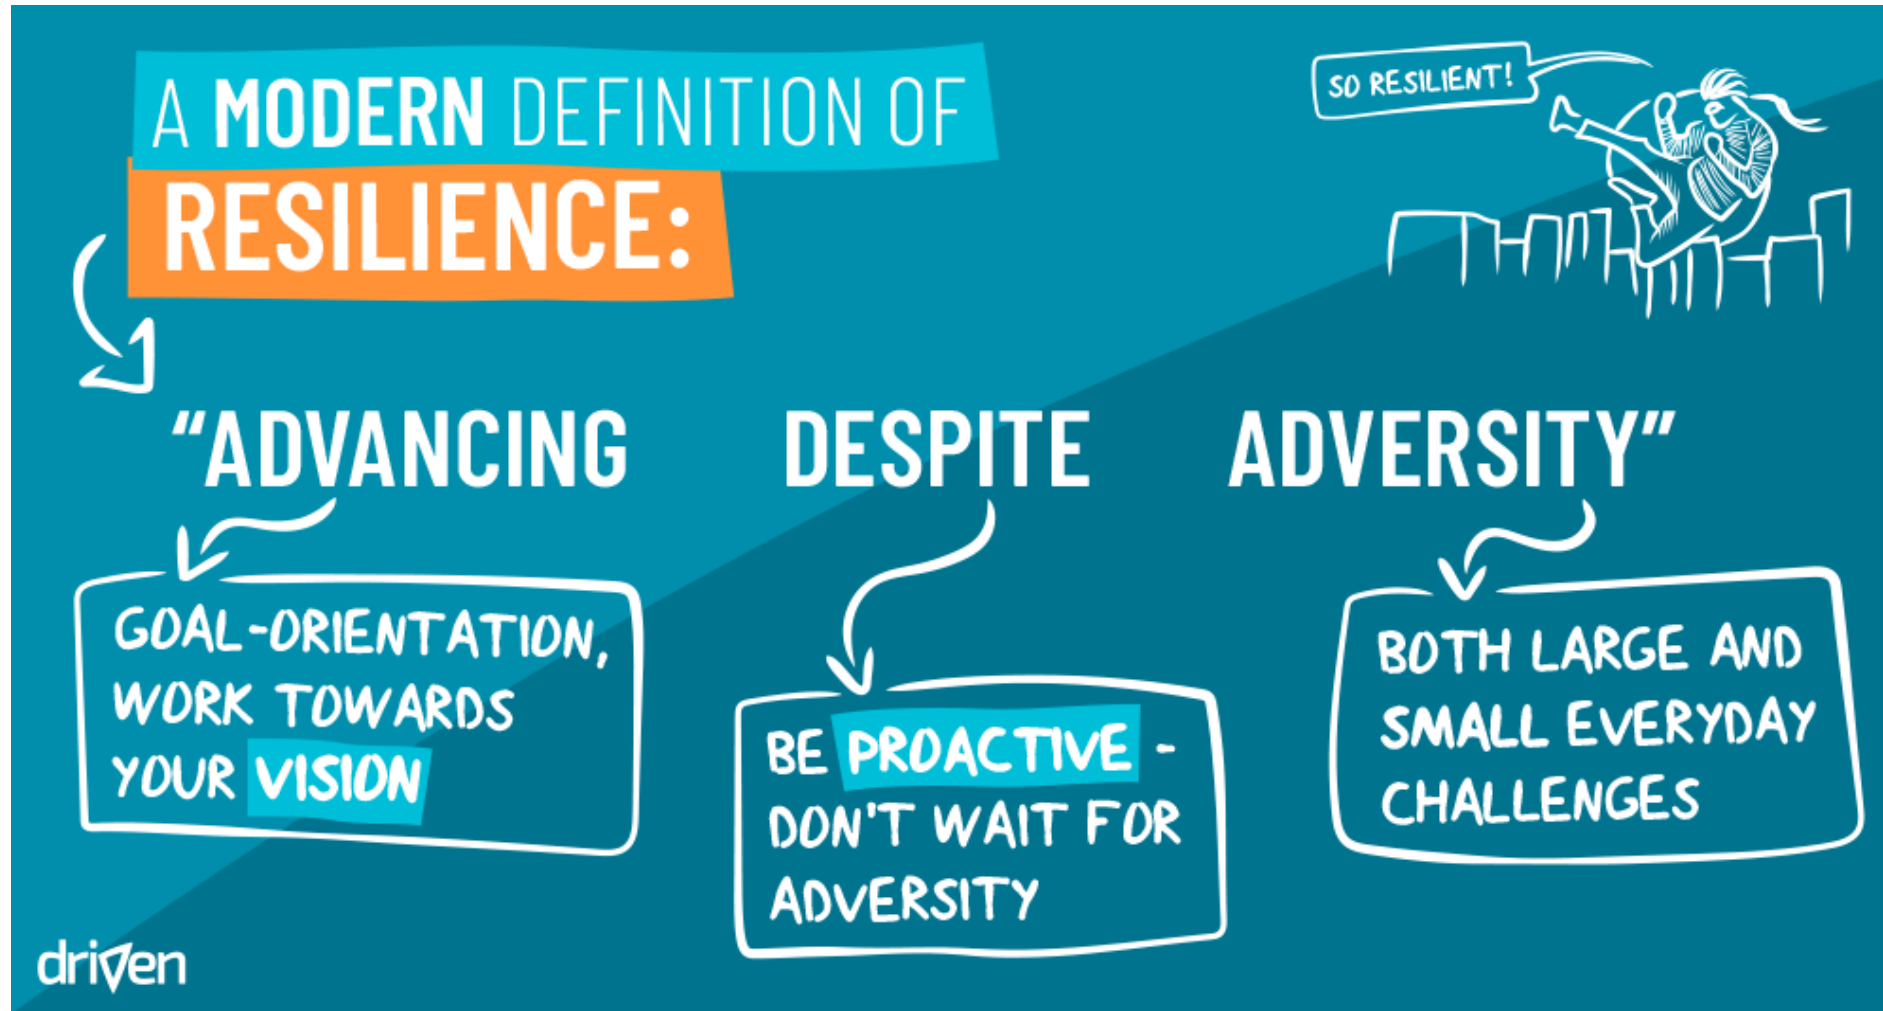 A MODERN DEFINITION OF
RESILIENCE:
SO RESILIENT!
"ADVANCING DESPITE ADVERSITY"
GOAL-ORIENTATION,
WORK TOWARDS
YOUR VISION
BE PROACTIVE -
DON'T WAIT FOR
ADVERSITY
BOTH LARGE AND
SMALL EVERYDAY
CHALLENGES
driven